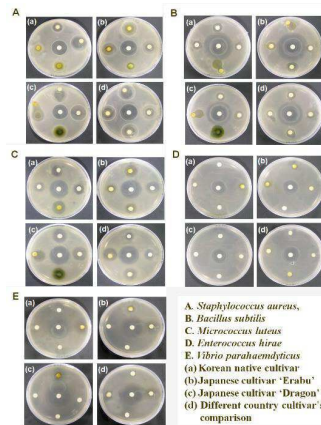 A
B
(a)
(b)
(a)
(b)
(c)
(d)
(c)
(d)
C
D
(a)
(b)
(a)
(b)
(c)
(d)
(c)
(d)
E
(a)
(b)
(c)
(d)
A. Staphylococcus aureus,
B. Bacillus subtilis
C. Micrococcus luteus
D. Enterococcus hirae
E. Vibrio parahaemdyticus
(a) Korean native cultivar
(b) Japanese cultivar 'Erabu'
(c) Japanese cultivar 'Dragon'
(d) Different country cultivar's
comparison